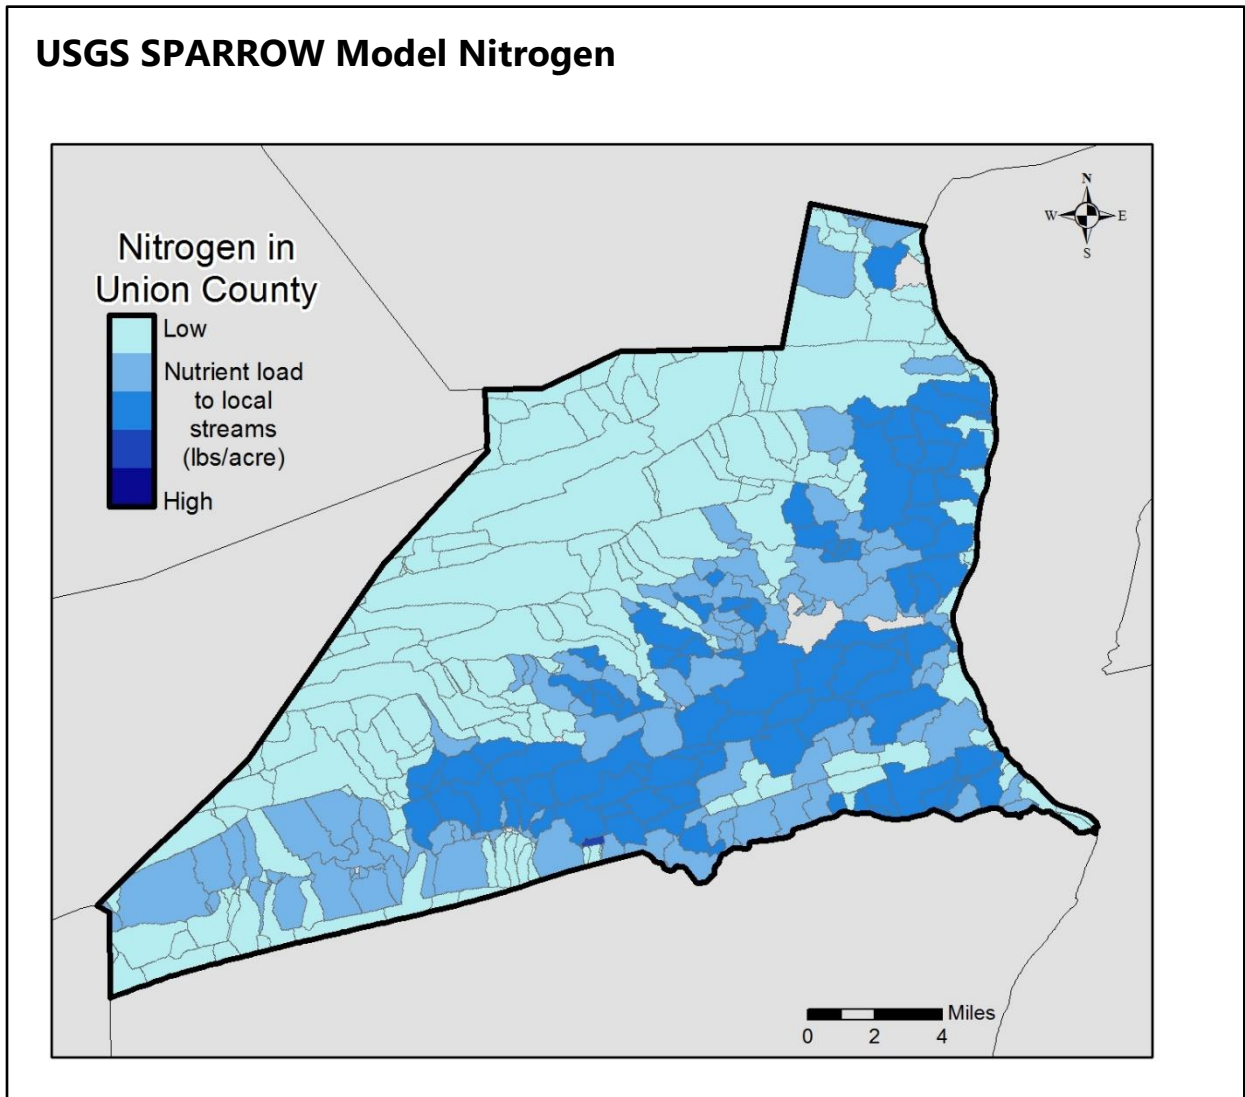 USGS SPARROW Model Nitrogen
Nitrogen in
Union County
Low
Nutrient load
to local
streams
(lbs/acre)
High
N
W
E
S
Miles
0
2
4